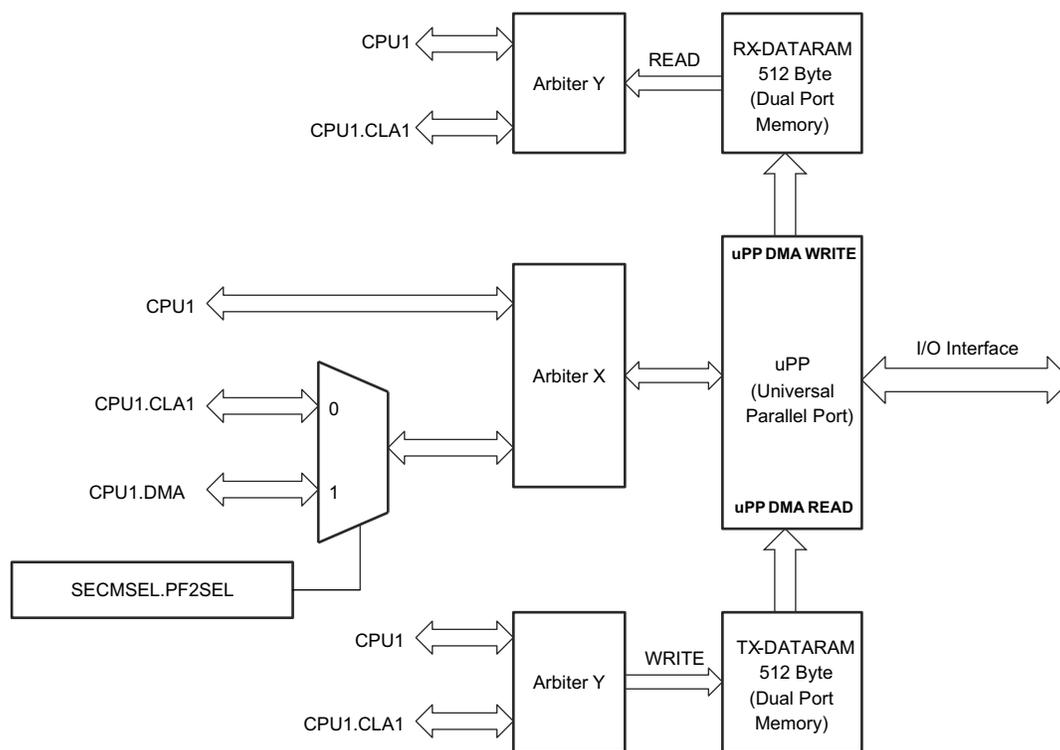 CPU1
CPU1.CLA1
Arbiter Y
READ
RX-DATARAM
512 Byte
(Dual Port
Memory)
uPP DMA WRITE
CPU1
CPU1.CLA1
CPU1.DMA
0
1
Arbiter X
uPP
(Universal
Parallel Port)
I/O Interface
uPP DMA READ
SECMSEL.PF2SEL
CPU1
CPU1.CLA1
Arbiter Y
WRITE
TX-DATARAM
512 Byte
(Dual Port
Memory)